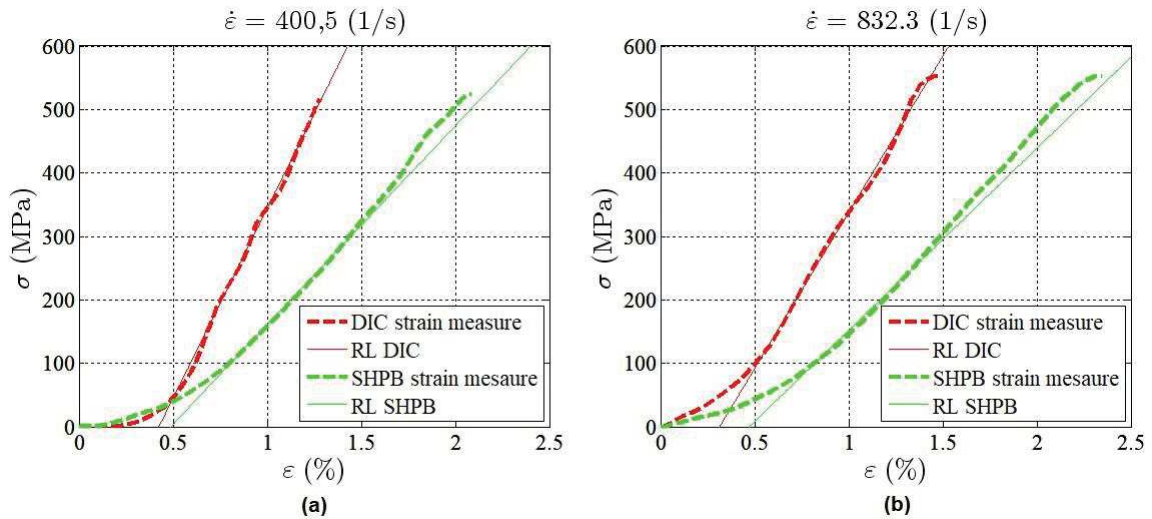 ε̇ = 400,5 (1/s)
600
500
400
300
200
100
0
σ (MPa)
0
0.5
1
1.5
2
2.5
ε (%)
DIC strain measure
RL DIC
SHPB strain mesaure
RL SHPB
(a)
ε̇ = 832.3 (1/s)
600
500
400
300
200
100
0
σ (MPa)
0
0.5
1
1.5
2
2.5
ε (%)
DIC strain measure
RL DIC
SHPB strain mesaure
RL SHPB
(b)